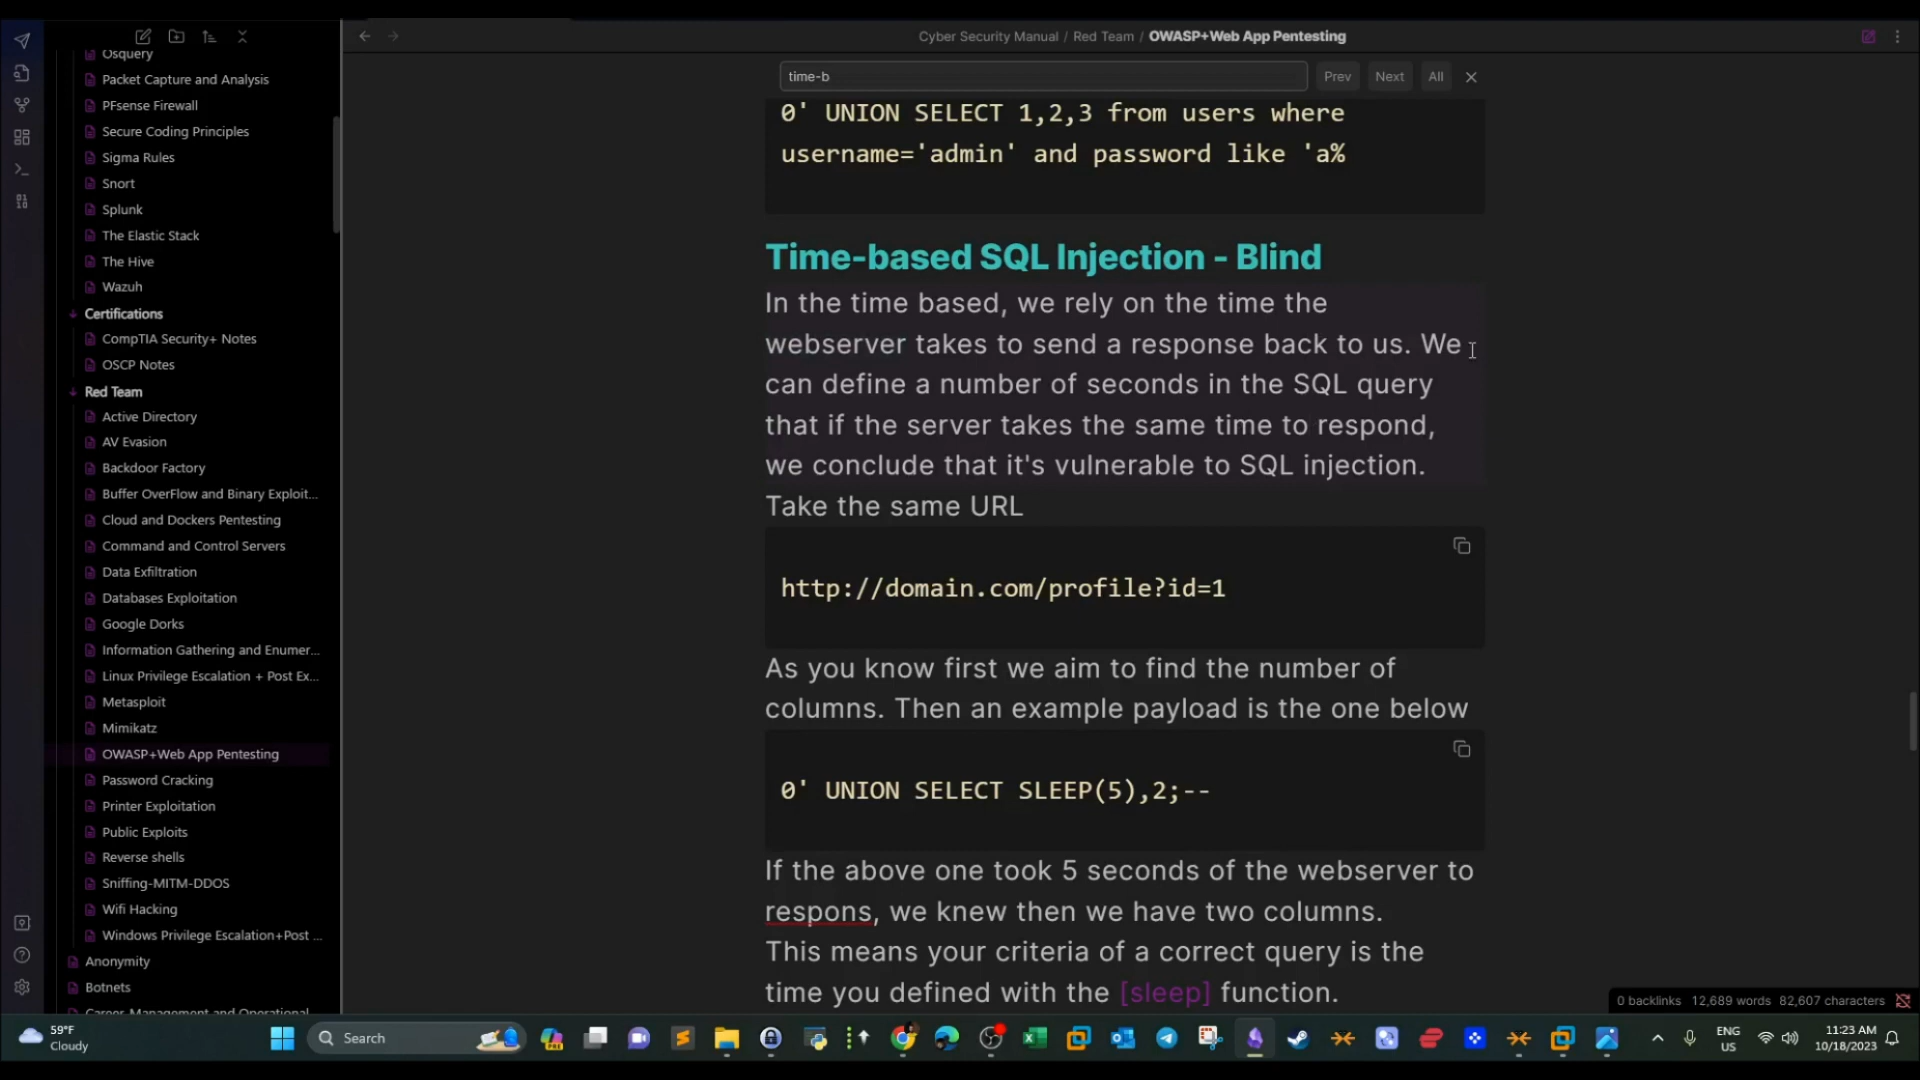 Cyber Security Manual / Red Team / OWASP+Web App Pentesting
time-b
Prev
Next
All
Osquery
Packet Capture and Analysis
PFsense Firewall
Secure Coding Principles
Sigma Rules
Snort
Splunk
The Elastic Stack
The Hive
Wazuh
Certifications
CompTIA Security+ Notes
OSCP Notes
Red Team
Active Directory
AV Evasion
Backdoor Factory
Buffer OverFlow and Binary Exploit...
Cloud and Dockers Pentesting
Command and Control Servers
Data Exfiltration
Databases Exploitation
Google Dorks
Information Gathering and Enumer...
Linux Privilege Escalation + Post Ex...
Metasploit
Mimikatz
OWASP+Web App Pentesting
Password Cracking
Printer Exploitation
Public Exploits
Reverse shells
Sniffing-MITM-DDOS
Wifi Hacking
Windows Privilege Escalation+Post ...
Anonymity
Botnets
Career-Management and Operational
0' UNION SELECT 1,2,3 from users where
username='admin' and password like 'a%
Time-based SQL Injection - Blind
In the time based, we rely on the time the
webserver takes to send a response back to us. We
can define a number of seconds in the SQL query
that if the server takes the same time to respond,
we conclude that it's vulnerable to SQL injection.
Take the same URL
http://domain.com/profile?id=1
As you know first we aim to find the number of
columns. Then an example payload is the one below
0' UNION SELECT SLEEP(5),2;--
If the above one took 5 seconds of the webserver to
respons, we knew then we have two columns.
This means your criteria of a correct query is the
time you defined with the [sleep] function.
0 backlinks 12,689 words 82,607 characters
59°F
Cloudy
Search
ENG
US
11:23 AM
10/18/2023